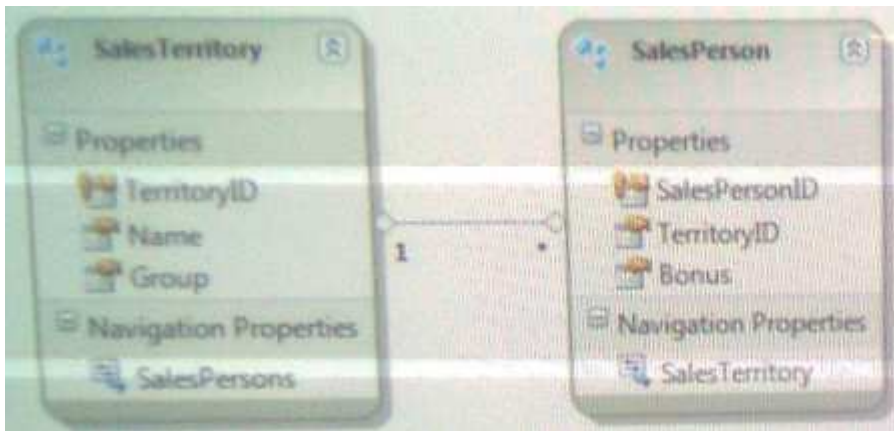 SalesTerritory
Properties
TerritoryID
Name
Group
Navigation Properties
SalesPersons
1
*
SalesPerson
Properties
SalesPersonID
TerritoryID
Bonus
Navigation Properties
SalesTerritory